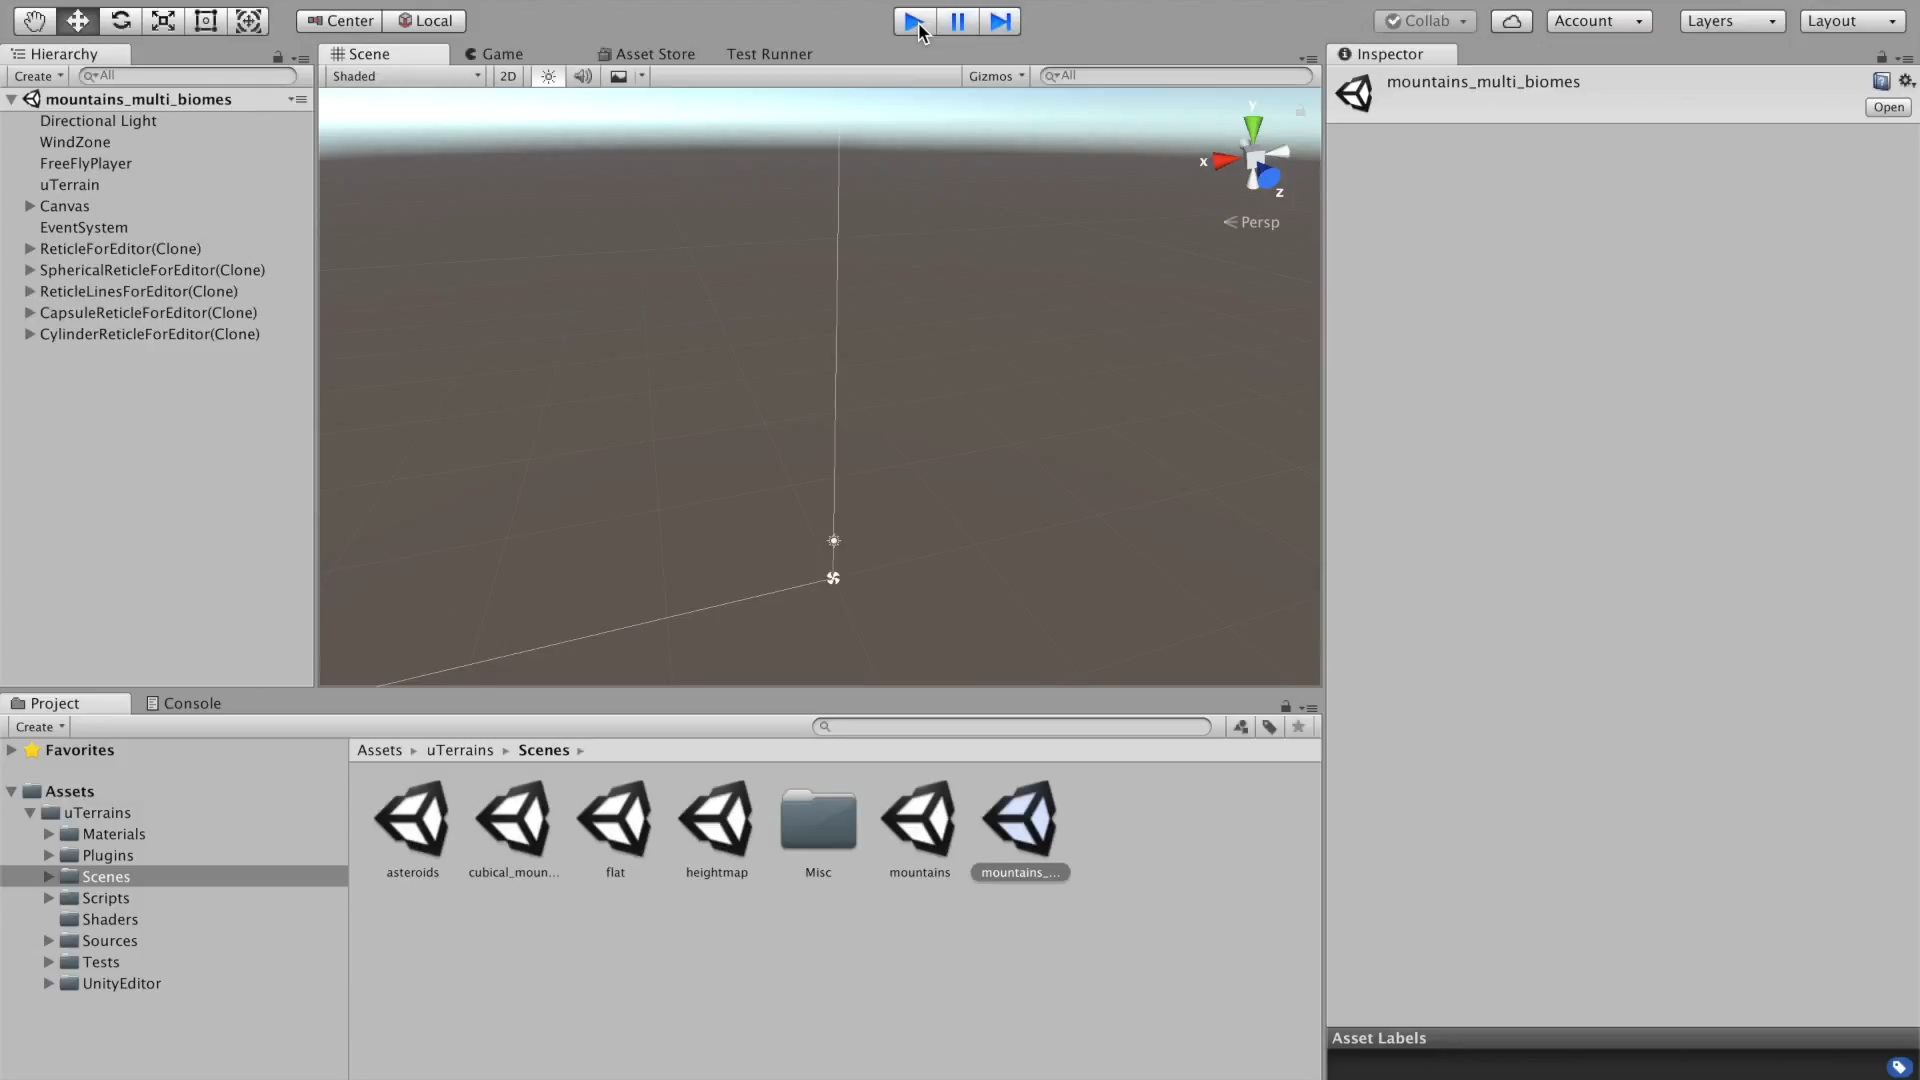 Center
Local
Collab
Account
Layers
Layout
Hierarchy
Create
All
mountains_multi_biomes
Directional Light
WindZone
FreeFlyPlayer
uTerrain
Canvas
EventSystem
ReticleForEditor(Clone)
SphericalReticleForEditor(Clone)
ReticleLinesForEditor(Clone)
CapsuleReticleForEditor(Clone)
CylinderReticleForEditor(Clone)
Scene
Game
Asset Store
Test Runner
Shaded
2D
Gizmos
All
y
x
z
Persp
Inspector
mountains_multi_biomes
Open
Project
Console
Create
Favorites
Assets
uTerrains
Materials
Plugins
Scenes
Scripts
Shaders
Sources
Tests
UnityEditor
Assets
uTerrains
Scenes
asteroids
cubical_moun...
flat
heightmap
Misc
mountains
mountains_...
Asset Labels